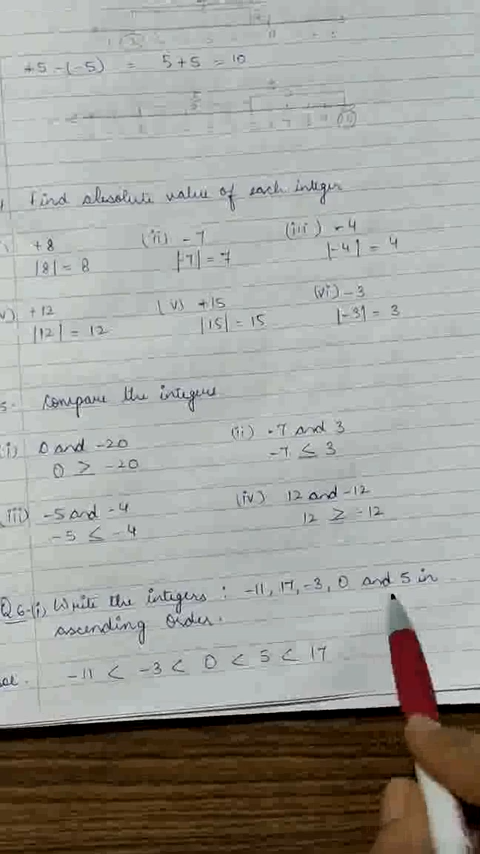 +5 - (-5) = 5 + 5 = 10
Find absolute value of each integer
+8 (ii) -7 (iii) -4
|8| = 8 |-7| = 7 |-4| = 4
+12 (v) +15 (vi) -3
|12| = 12 |15| = 15 |-3| = 3
5. Compare the integers
(i) 0 and -20 (ii) -7 and 3
0 ≥ -20 -7 ≤ 3
(iii) -5 and -4 (iv) 12 and -12
-5 ≤ -4 12 ≥ -12
Q6-(i) Write the integers : -11, 17, -3, 0 and 5 in
ascending order.
-11 < -3 < 0 < 5 < 17